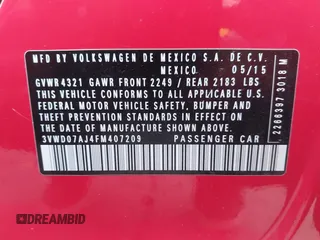 MFD BY VOLKSWAGEN DE MEXICO S.A. DE C.V.
MEXICO 05/15
GVWR 4321 GAWR FRONT 2249 / REAR 2183 LBS
THIS VEHICLE CONFORMS TO ALL APPLICABLE U.S.
FEDERAL MOTOR VEHICLE SAFETY, BUMPER AND
THEFT PREVENTION STANDARDS IN EFFECT
ON THE DATE OF MANUFACTURE SHOWN ABOVE.
3VWD07AJ4FM407209 PASSENGER CAR
2266397 3018 M
DREAMBID